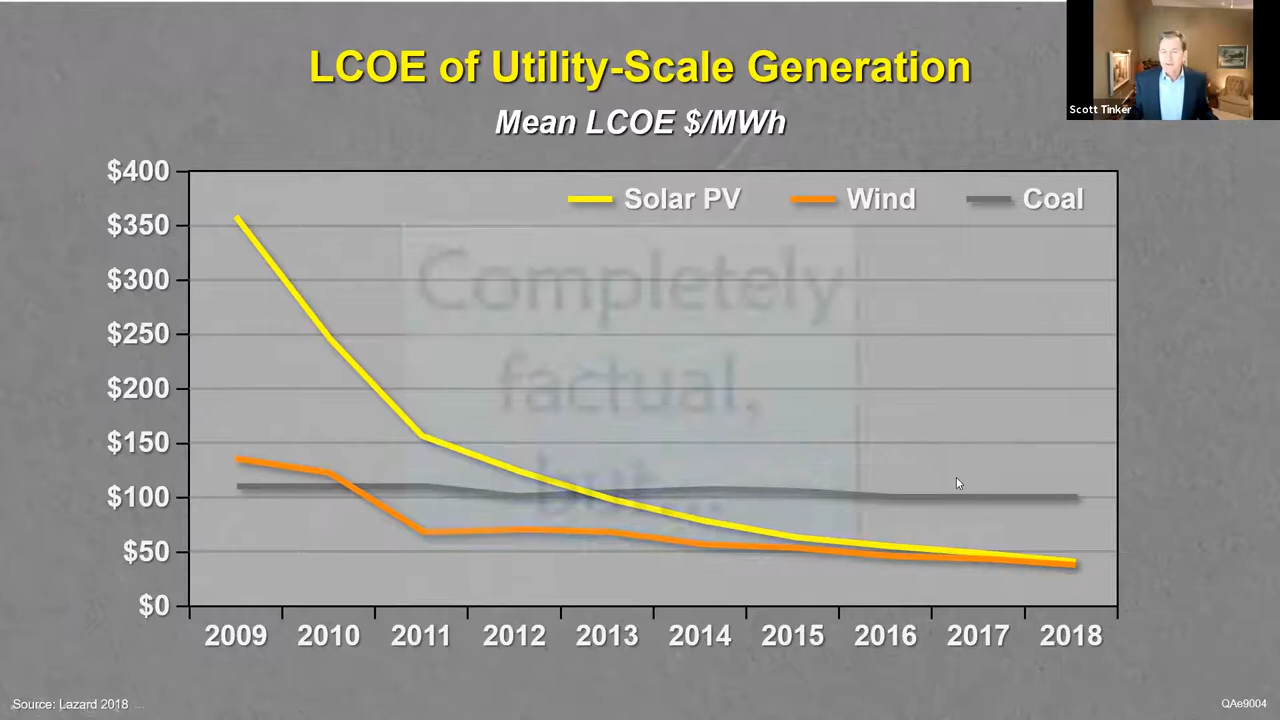 LCOE of Utility-Scale Generation
Mean LCOE $/MWh
Scott Tinker
Solar PV Wind Coal
$400
$350
$300
$250
$200
$150
$100
$50
$0
Completely
factual,
but...
2009 2010 2011 2012 2013 2014 2015 2016 2017 2018
Source: Lazard 2018 ...
QAe9004